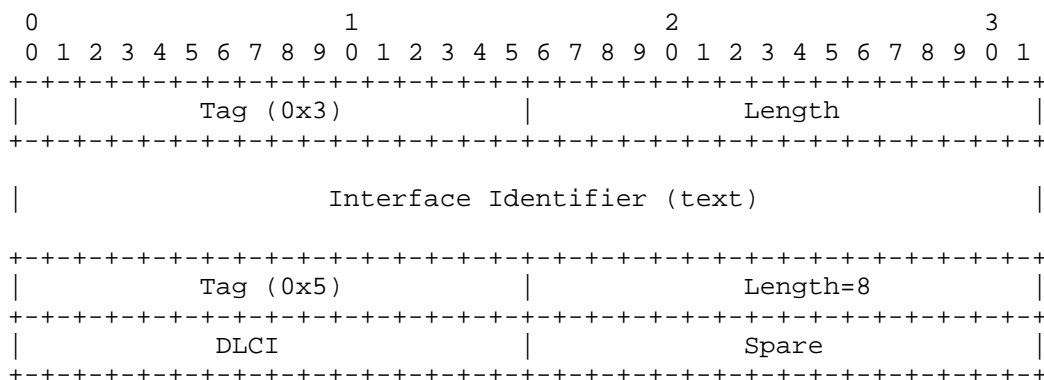 0                   1                   2                   3
 0 1 2 3 4 5 6 7 8 9 0 1 2 3 4 5 6 7 8 9 0 1 2 3 4 5 6 7 8 9 0 1
+-+-+-+-+-+-+-+-+-+-+-+-+-+-+-+-+-+-+-+-+-+-+-+-+-+-+-+-+-+-+-+-+
|           Tag (0x3)           |             Length            |
+-+-+-+-+-+-+-+-+-+-+-+-+-+-+-+-+-+-+-+-+-+-+-+-+-+-+-+-+-+-+-+-+
|                   Interface Identifier (text)                 |
+-+-+-+-+-+-+-+-+-+-+-+-+-+-+-+-+-+-+-+-+-+-+-+-+-+-+-+-+-+-+-+-+
|           Tag (0x5)           |             Length=8          |
+-+-+-+-+-+-+-+-+-+-+-+-+-+-+-+-+-+-+-+-+-+-+-+-+-+-+-+-+-+-+-+-+
|            DLCI               |             Spare             |
+-+-+-+-+-+-+-+-+-+-+-+-+-+-+-+-+-+-+-+-+-+-+-+-+-+-+-+-+-+-+-+-+